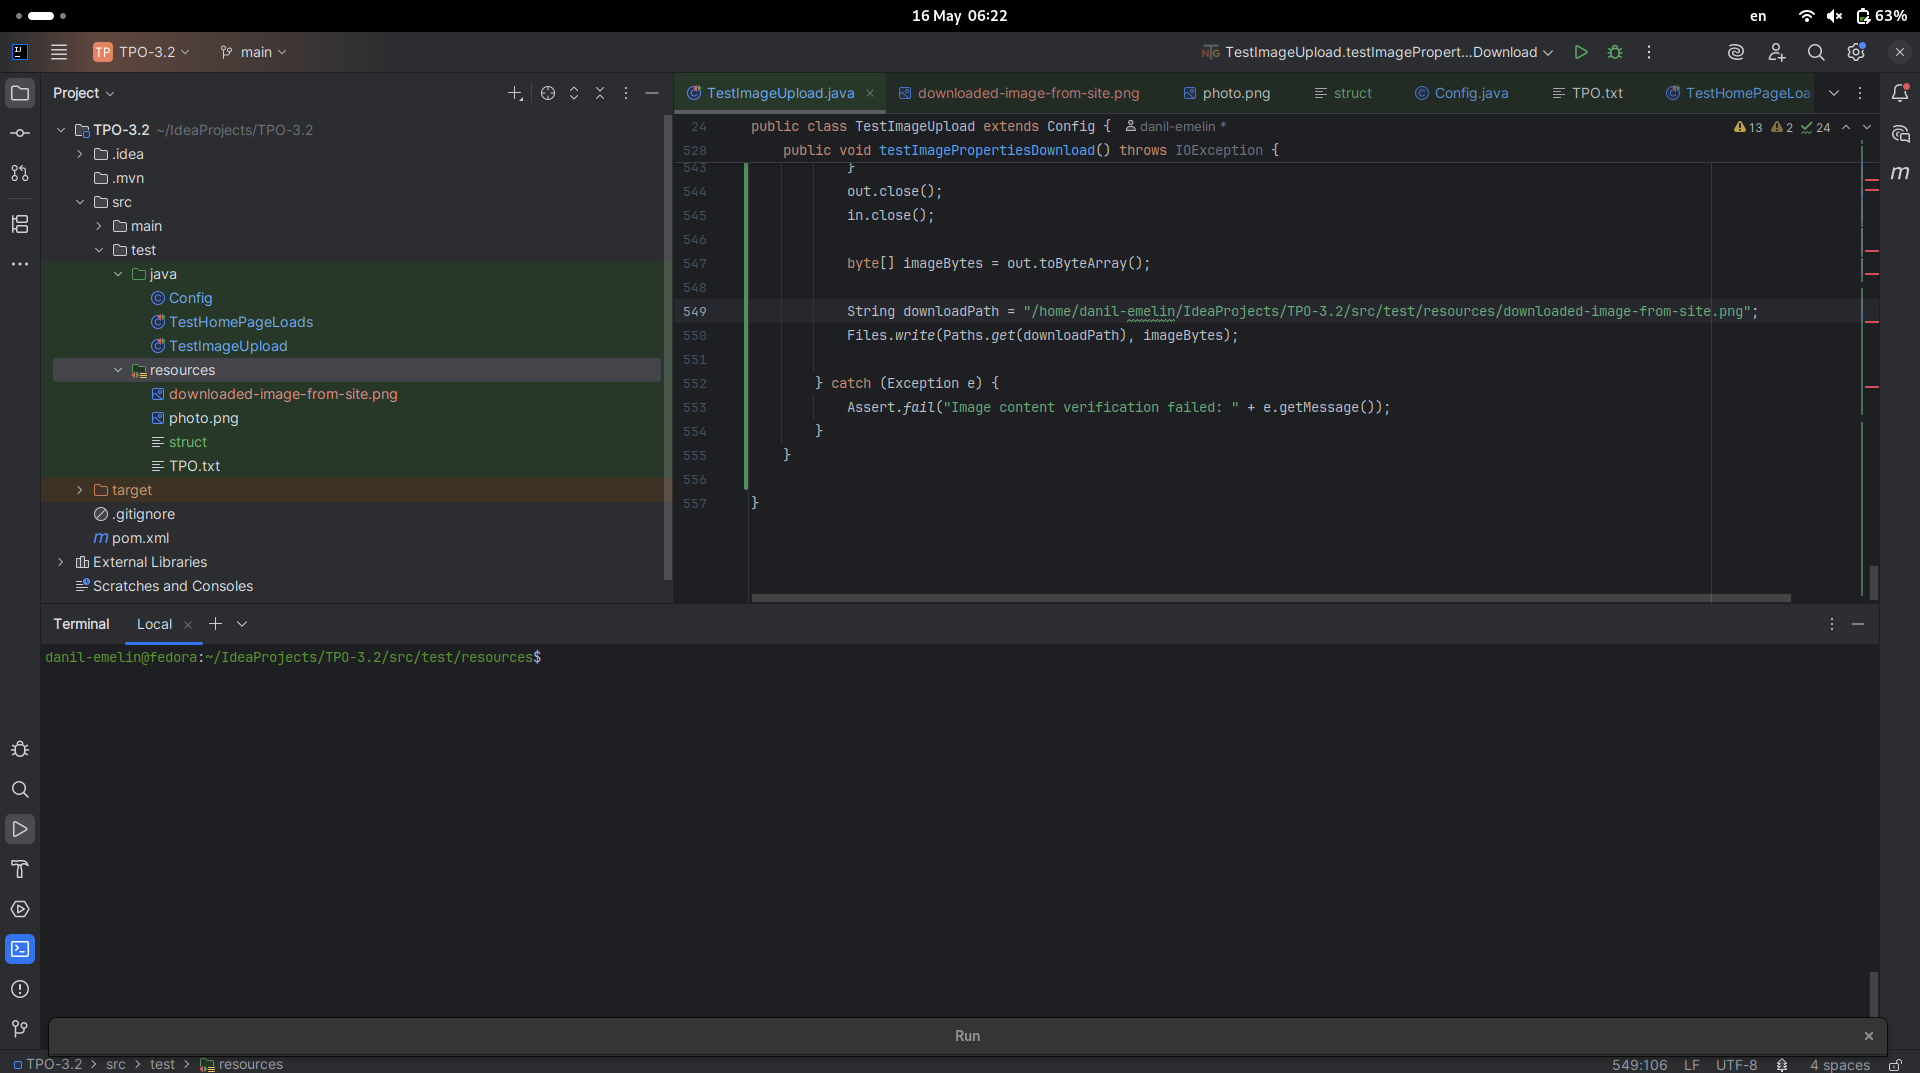 16 May 06:22
en
63%
TP TPO-3.2
main
TestImageUpload.testImagePropert...Download
Project
TestImageUpload.java
downloaded-image-from-site.png
photo.png
struct
Config.java
TPO.txt
TestHomePageLoa
TPO-3.2 ~/IdeaProjects/TPO-3.2
.idea
.mvn
src
main
test
java
Config
TestHomePageLoads
TestImageUpload
resources
downloaded-image-from-site.png
photo.png
struct
TPO.txt
target
.gitignore
m pom.xml
External Libraries
Scratches and Consoles
24 public class TestImageUpload extends Config { danil-emelin *
13 2 24
528 public void testImagePropertiesDownload() throws IOException {
543 }
544 out.close();
545 in.close();
546
547 byte[] imageBytes = out.toByteArray();
548
549 String downloadPath = "/home/danil-emelin/IdeaProjects/TPO-3.2/src/test/resources/downloaded-image-from-site.png";
550 Files.write(Paths.get(downloadPath), imageBytes);
551
552 } catch (Exception e) {
553 Assert.fail("Image content verification failed: " + e.getMessage());
554 }
555 }
556
557 }
m
Terminal
Local
danil-emelin@fedora:~/IdeaProjects/TPO-3.2/src/test/resources$
Run
TPO-3.2 > src > test > resources
549:106 LF UTF-8 4 spaces